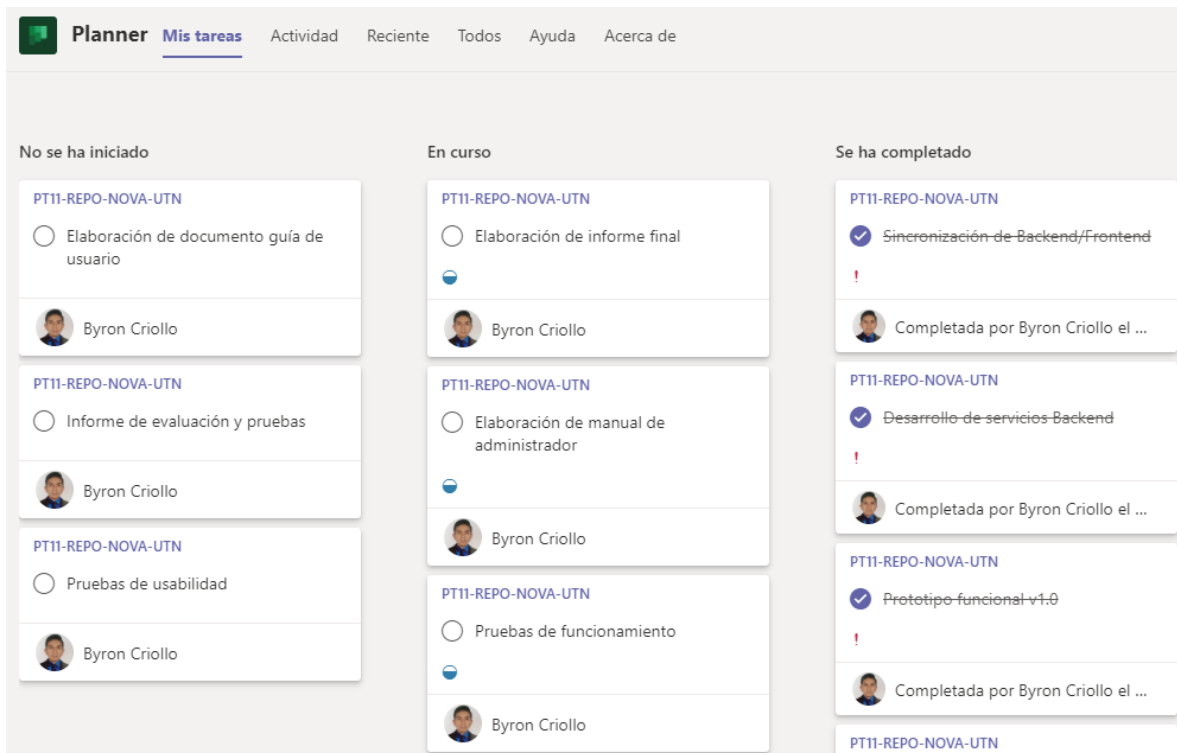 Planner Mis tareas Actividad Reciente Todos Ayuda Acerca de
No se ha iniciado
PT11-REPO-NOVA-UTN
Elaboración de documento guía de
usuario
Byron Criollo
PT11-REPO-NOVA-UTN
Informe de evaluación y pruebas
Byron Criollo
PT11-REPO-NOVA-UTN
Pruebas de usabilidad
Byron Criollo
En curso
PT11-REPO-NOVA-UTN
Elaboración de informe final
Byron Criollo
PT11-REPO-NOVA-UTN
Elaboración de manual de
administrador
Byron Criollo
PT11-REPO-NOVA-UTN
Pruebas de funcionamiento
Byron Criollo
Se ha completado
PT11-REPO-NOVA-UTN
Sincronización de Backend/Frontend
!
Completada por Byron Criollo el ...
PT11-REPO-NOVA-UTN
Desarrollo de servicios Backend
!
Completada por Byron Criollo el ...
PT11-REPO-NOVA-UTN
Prototipo funcional v1.0
!
Completada por Byron Criollo el ...
PT11-REPO-NOVA-UTN